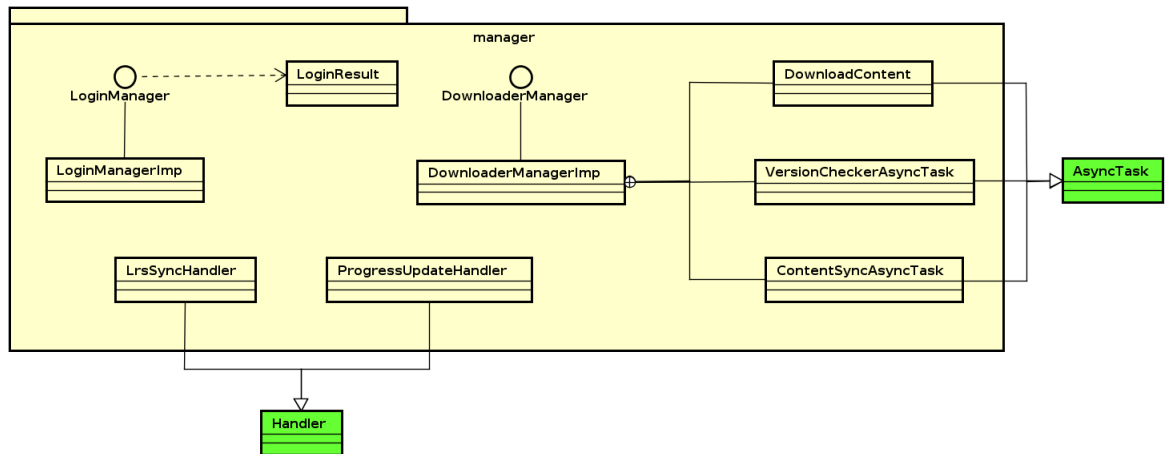 manager
LoginManager
LoginResult
DownloaderManager
DownloadContent
LoginManagerImp
DownloaderManagerImp
VersionCheckerAsyncTask
AsyncTask
LrsSyncHandler
ProgressUpdateHandler
ContentSyncAsyncTask
Handler